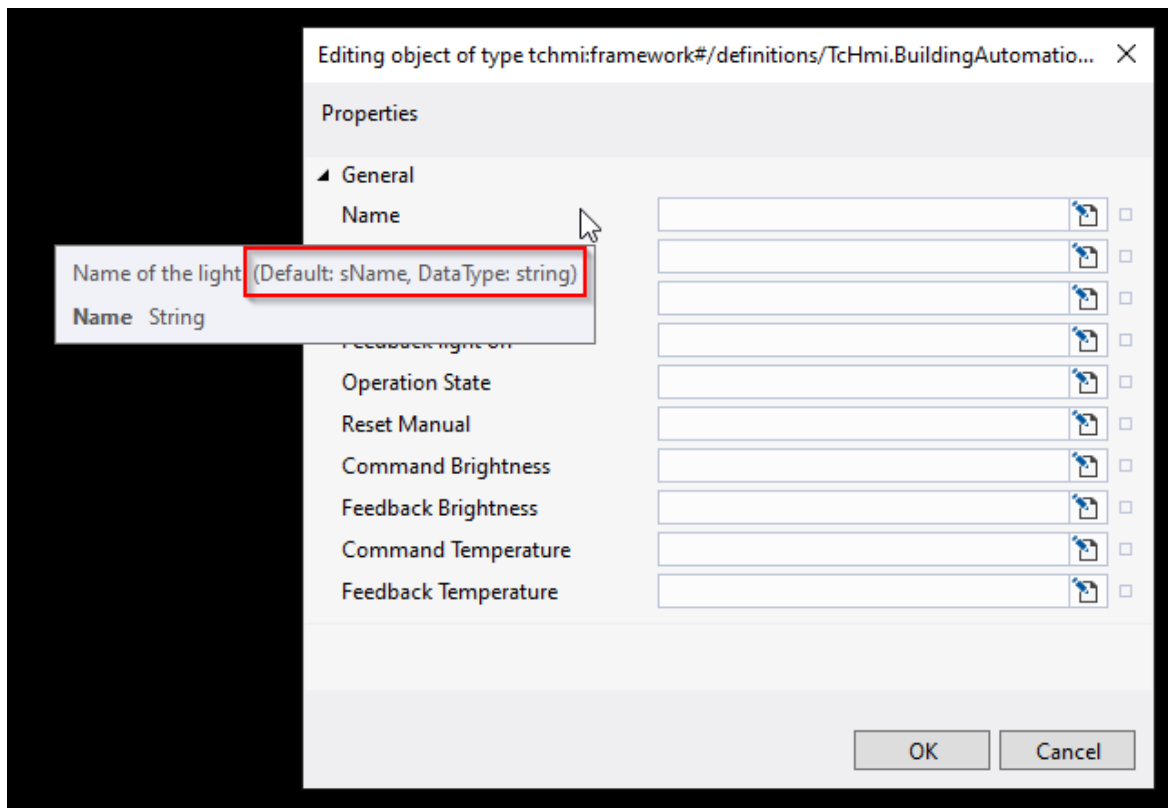 Editing object of type tchmi:framework#/definitions/TcHmi.BuildingAutomatio...
Properties
General
Name
Name of the light (Default: sName, DataType: string)
Name String
Operation State
Reset Manual
Command Brightness
Feedback Brightness
Command Temperature
Feedback Temperature
OK Cancel